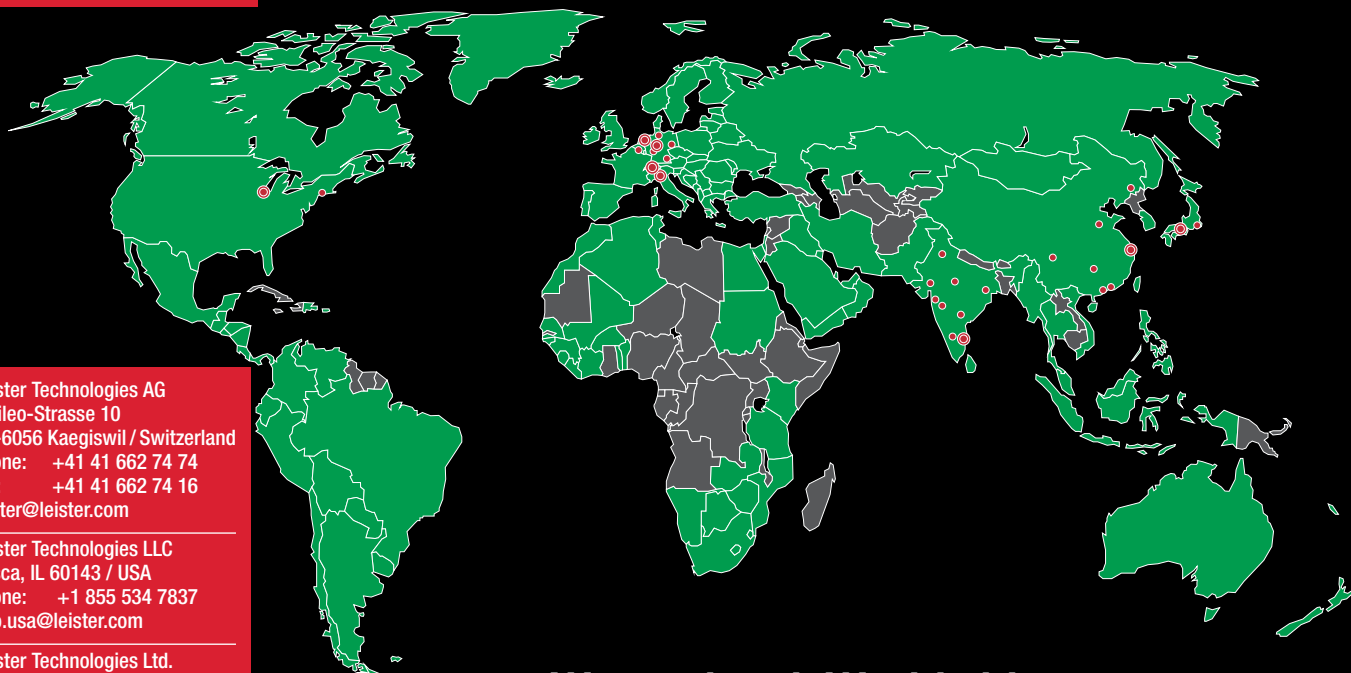 ster Technologies AG
ileo-Strasse 10
-6056 Kaegiswil / Switzerland
one: +41 41 662 74 74
+41 41 662 74 16
ter@leister.com
ster Technologies LLC
sca, IL 60143 / USA
one: +1 855 534 7837
o.usa@leister.com
ster Technologies Ltd.